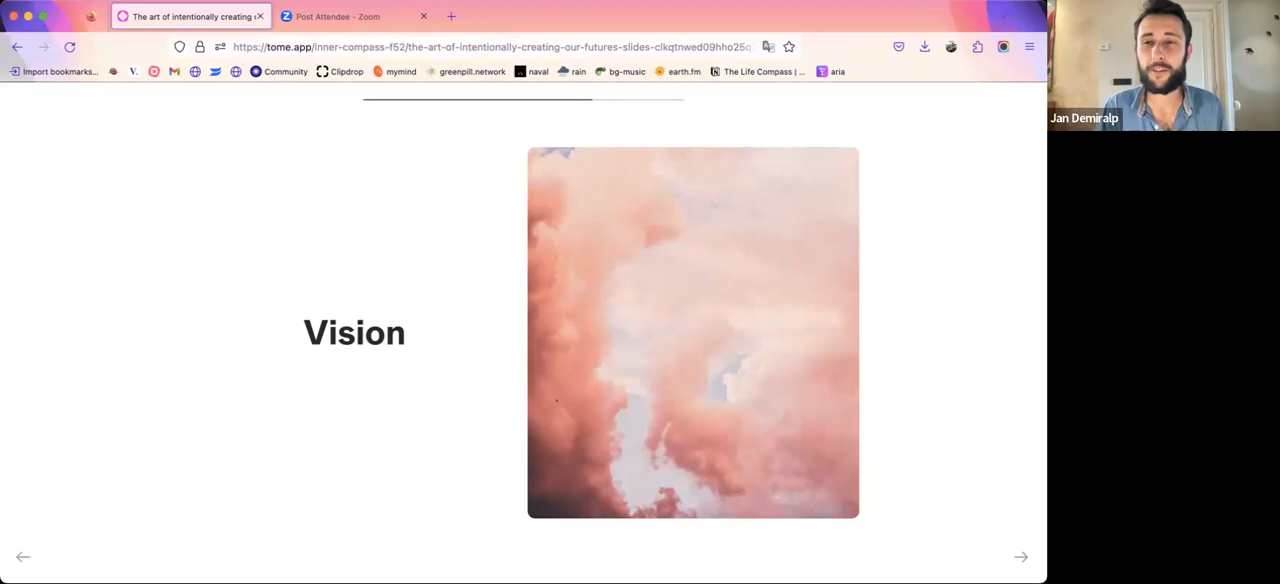 The art of intentionally creating
Post Attendee - Zoom
https://tome.app/inner-compass-f52/the-art-of-intentionally-creating-our-futures-slides-clkqtnwed09hho25q
Import bookmarks...
Community
Clipdrop
mymind
greenpill.network
naval
rain
bg-music
earth.fm
The Life Compass | ...
aria
Jan Demiralp
Vision